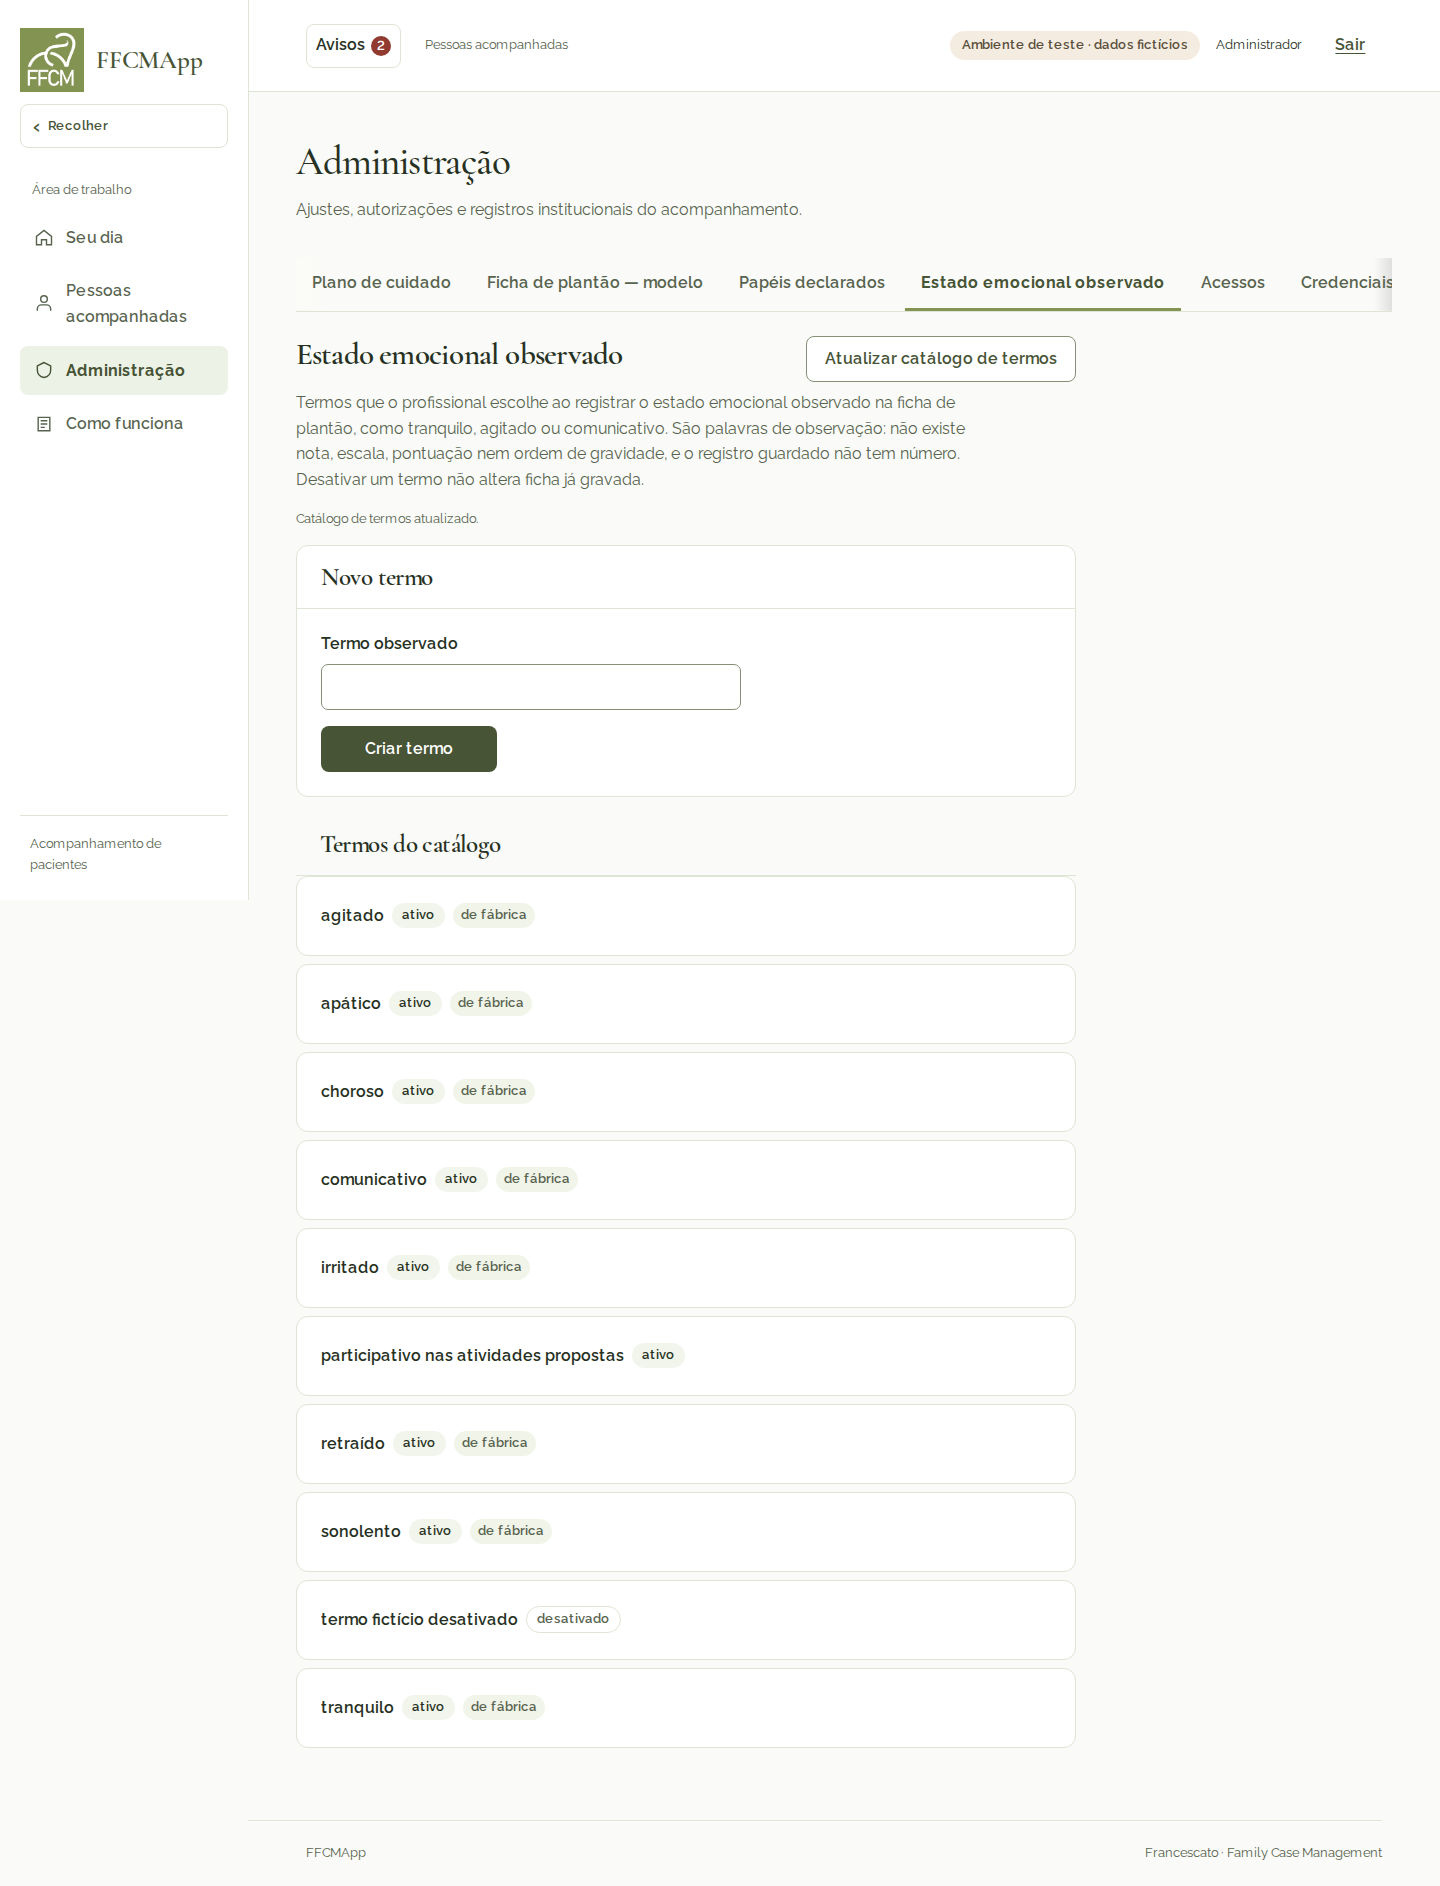 FFCM
FFCMApp
‹ Recolher
Área de trabalho
Seu dia
Pessoas
acompanhadas
Administração
Como funciona
Acompanhamento de
pacientes
Avisos 2
Pessoas acompanhadas
Ambiente de teste · dados fictícios
Administrador
Sair
Administração
Ajustes, autorizações e registros institucionais do acompanhamento.
Plano de cuidado
Ficha de plantão — modelo
Papéis declarados
Estado emocional observado
Acessos
Credenciais
Estado emocional observado
Atualizar catálogo de termos
Termos que o profissional escolhe ao registrar o estado emocional observado na ficha de
plantão, como tranquilo, agitado ou comunicativo. São palavras de observação: não existe
nota, escala, pontuação nem ordem de gravidade, e o registro guardado não tem número.
Desativar um termo não altera ficha já gravada.
Catálogo de termos atualizado.
Novo termo
Termo observado
Criar termo
Termos do catálogo
agitado ativo de fábrica
apático ativo de fábrica
choroso ativo de fábrica
comunicativo ativo de fábrica
irritado ativo de fábrica
participativo nas atividades propostas ativo
retraído ativo de fábrica
sonolento ativo de fábrica
termo fictício desativado desativado
tranquilo ativo de fábrica
FFCMApp
Francescato · Family Case Management